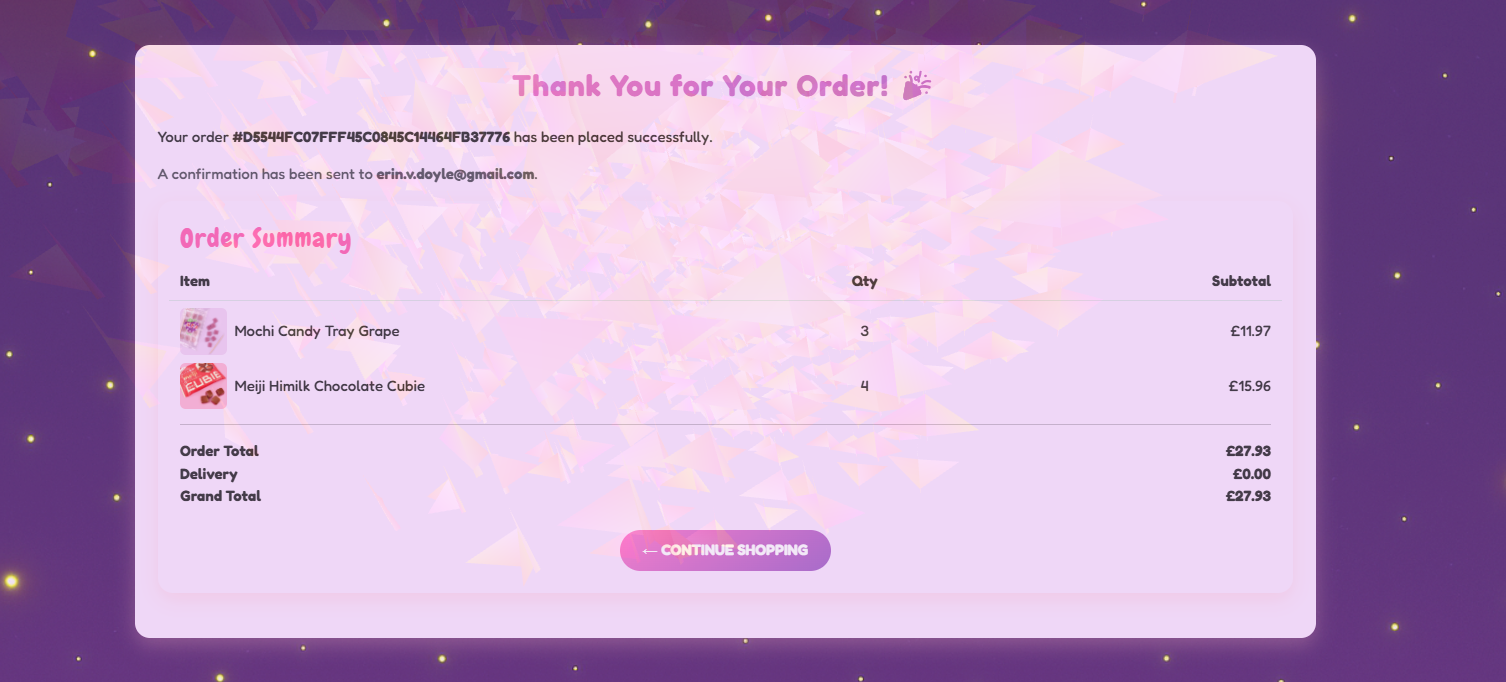 Thank You for Your Order!
Your order #D5544FC07FFF45C0845C14464FB37776 has been placed successfully.
A confirmation has been sent to erin.v.doyle@gmail.com.
Order Summary
Item Qty Subtotal
Mochi Candy Tray Grape 3 £11.97
CUBIE
Meiji Himilk Chocolate Cubie 4 £15.96
Order Total £27.93
Delivery £0.00
Grand Total £27.93
← CONTINUE SHOPPING